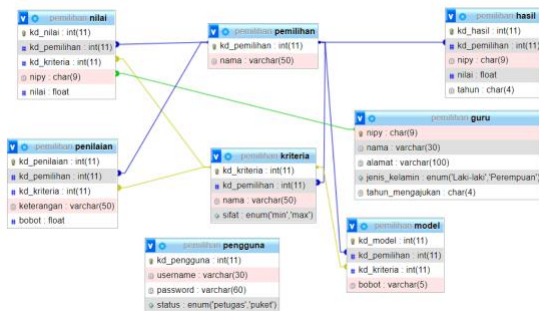 pemilihan nilai
kd_nilai : int(11)
kd_pemilihan : int(11)
kd_kriteria : int(11)
nipy : char(9)
nilai : float
pemilihan pemilihan
kd_pemilihan : int(11)
nama : varchar(50)
pemilihan hasil
kd_hasil : int(11)
kd_pemilihan : int(11)
nipy : char(9)
nilai : float
tahun : char(4)
pemilihan guru
nipy : char(9)
nama : varchar(30)
alamat : varchar(100)
jenis_kelamin : enum('Laki-laki','Perempuan')
tahun_mengajukan : char(4)
pemilihan penilaian
kd_penilaian : int(11)
kd_pemilihan : int(11)
kd_kriteria : int(11)
keterangan : varchar(50)
bobot : float
pemilihan kriteria
kd_kriteria : int(11)
kd_pemilihan : int(11)
nama : varchar(50)
sifat : enum('min','max')
pemilihan model
kd_model : int(11)
kd_pemilihan : int(11)
kd_kriteria : int(11)
bobot : varchar(5)
pemilihan pengguna
kd_pengguna : int(11)
username : varchar(30)
password : varchar(60)
status : enum('petugas','puket')